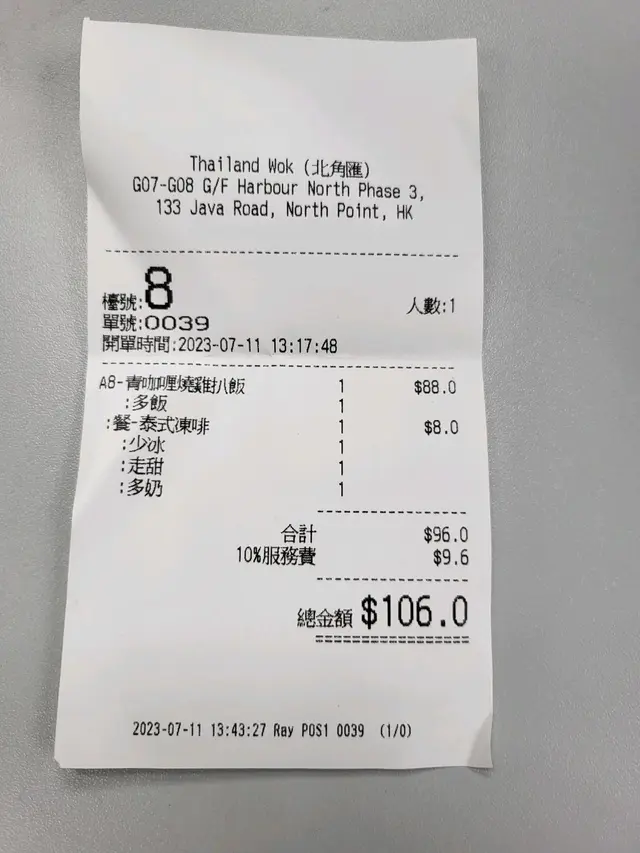 Thailand Wok (北角匯)
G07-G08 G/F Harbour North Phase 3,
133 Java Road, North Point, HK
檯號:8 人數:1
單號:0039
開單時間:2023-07-11 13:17:48
A8-青咖喱燒雞扒飯 1 $88.0
:多飯 1
:餐-泰式凍啡 1 $8.0
:少冰 1
:走甜 1
:多奶 1
合計 $96.0
10%服務費 $9.6
總金額 $106.0
2023-07-11 13:43:27 Ray POS1 0039 (1/0)